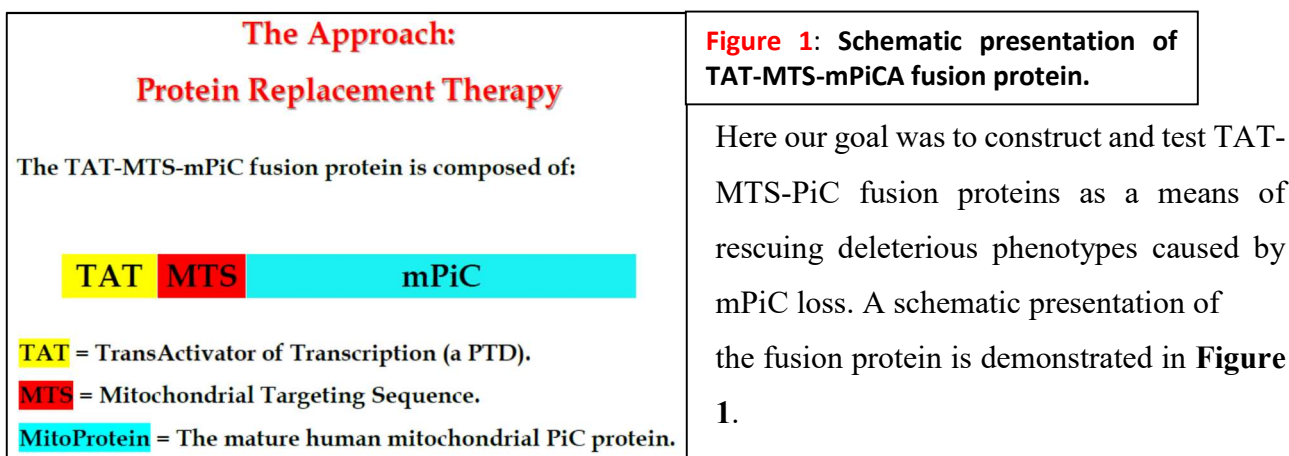 The Approach:
Protein Replacement Therapy
The TAT-MTS-mPiC fusion protein is composed of:
TAT MTS mPiC
TAT = TransActivator of Transcription (a PTD).
MTS = Mitochondrial Targeting Sequence.
MitoProtein = The mature human mitochondrial PiC protein.
Figure 1: Schematic presentation of
TAT-MTS-mPiCA fusion protein.
Here our goal was to construct and test TAT-
MTS-PiC fusion proteins as a means of
rescuing deleterious phenotypes caused by
mPiC loss. A schematic presentation of
the fusion protein is demonstrated in Figure
1.